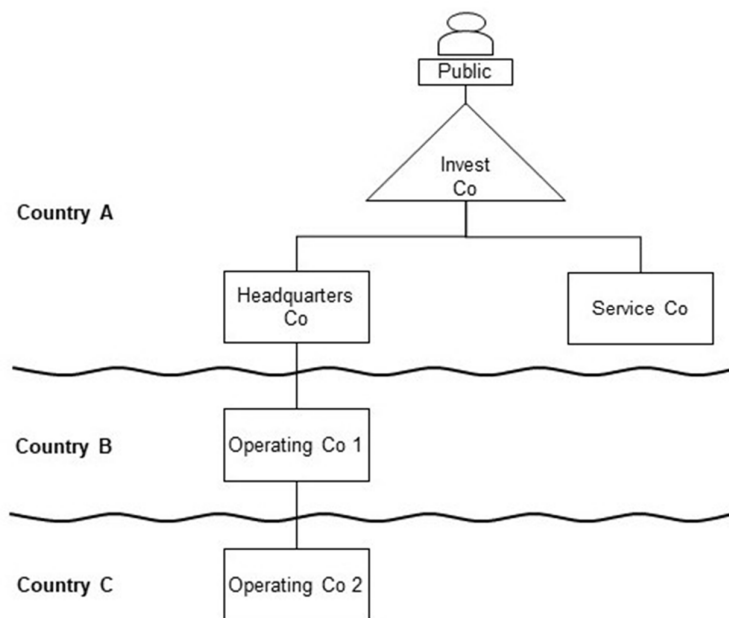 Public
Invest
Co
Country A
Headquarters
Co
Service Co
Country B
Operating Co 1
Country C
Operating Co 2